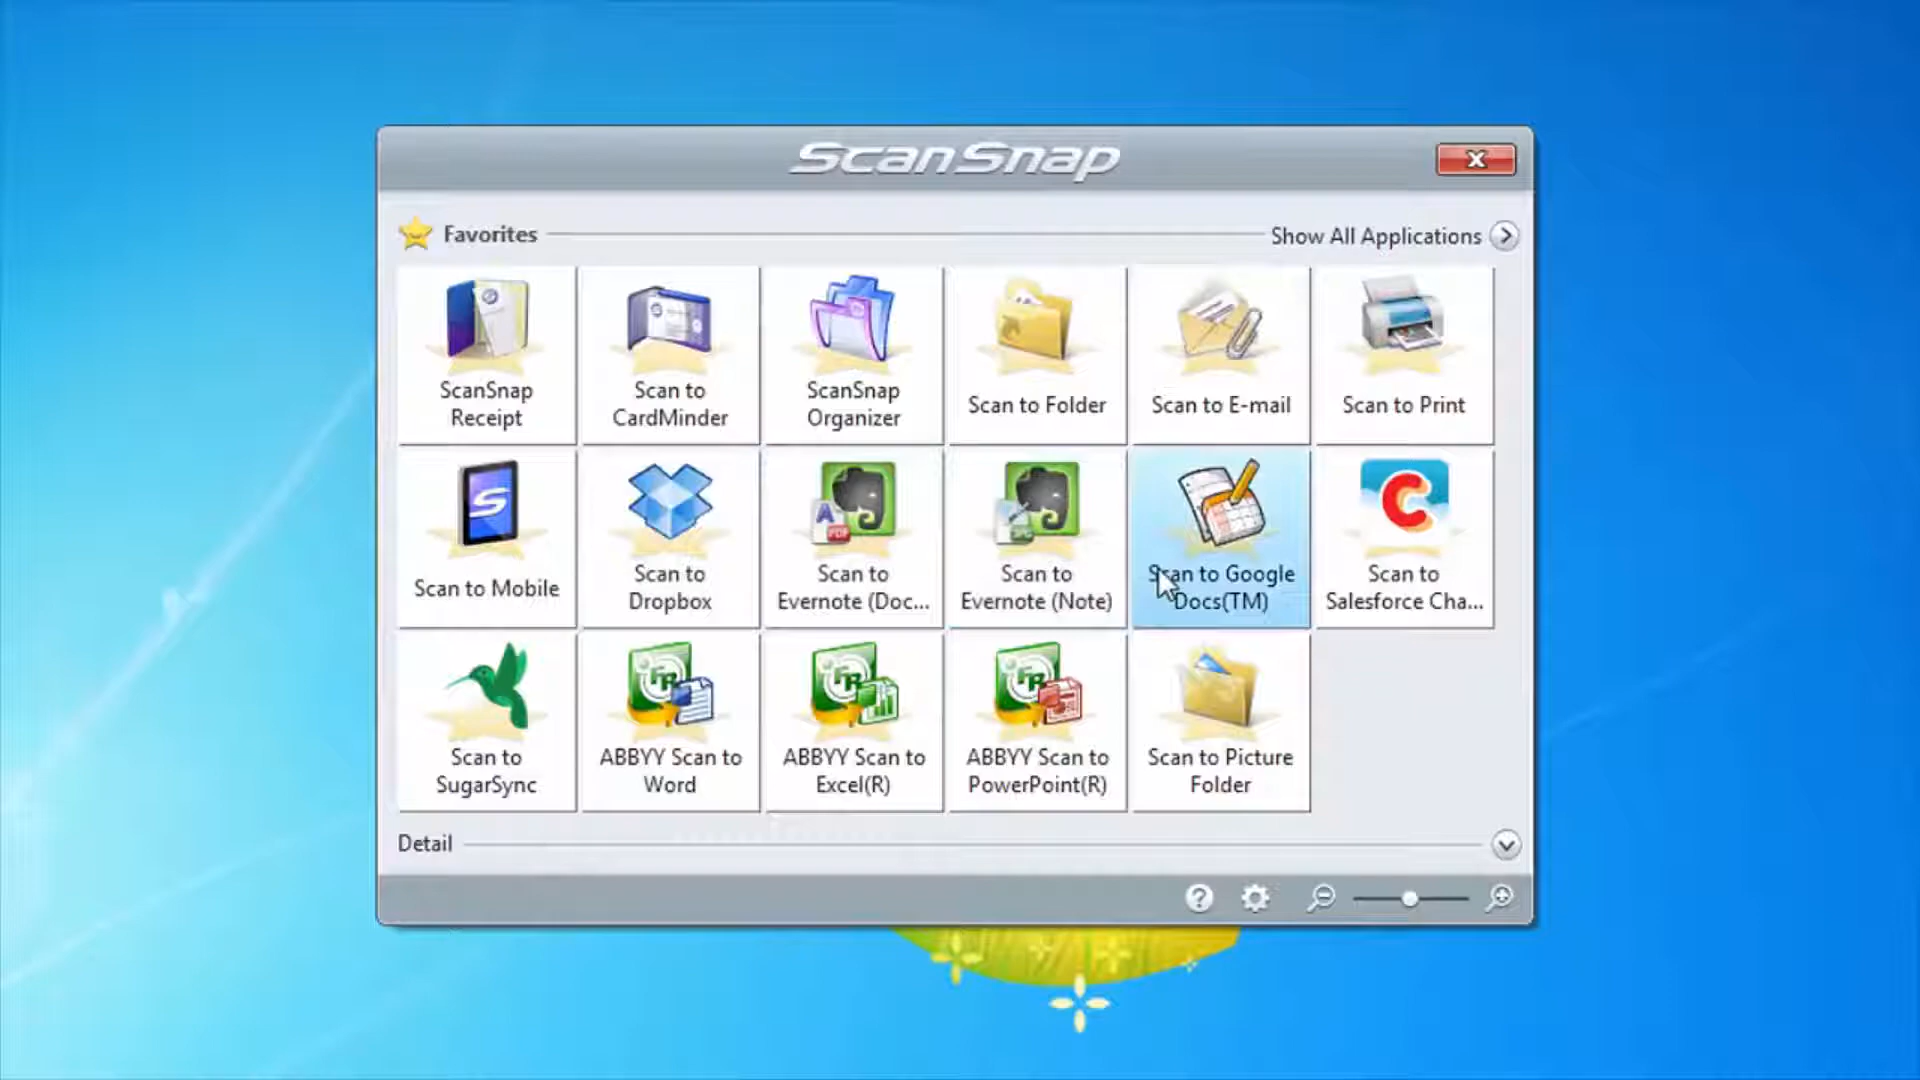 ScanSnap
Favorites
Show All Applications
ScanSnap
Receipt
Scan to
CardMinder
ScanSnap
Organizer
Scan to Folder
Scan to E-mail
Scan to Print
Scan to Mobile
Scan to
Dropbox
Scan to
Evernote (Doc...
Scan to
Evernote (Note)
Scan to Google
Docs(TM)
Scan to
Salesforce Cha...
Scan to
SugarSync
ABBYY Scan to
Word
ABBYY Scan to
Excel(R)
ABBYY Scan to
PowerPoint(R)
Scan to Picture
Folder
Detail